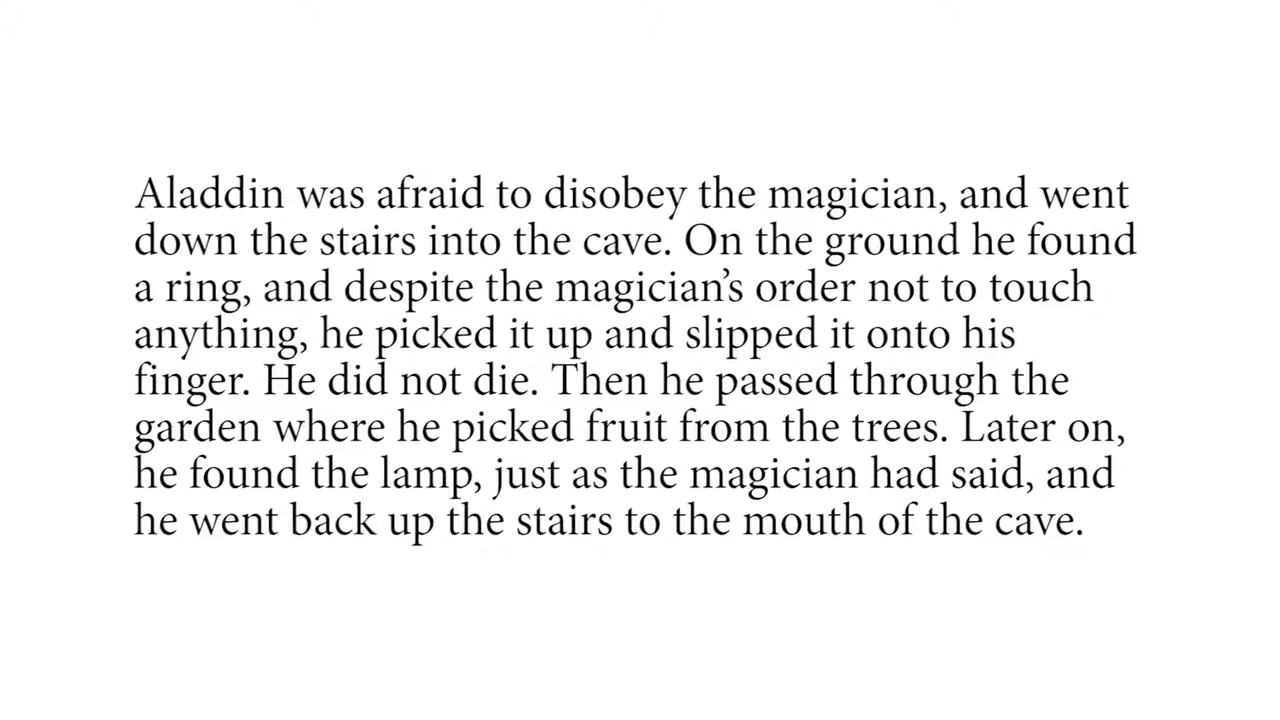 Aladdin was afraid to disobey the magician, and went
down the stairs into the cave. On the ground he found
a ring, and despite the magician’s order not to touch
anything, he picked it up and slipped it onto his
finger. He did not die. Then he passed through the
garden where he picked fruit from the trees. Later on,
he found the lamp, just as the magician had said, and
he went back up the stairs to the mouth of the cave.